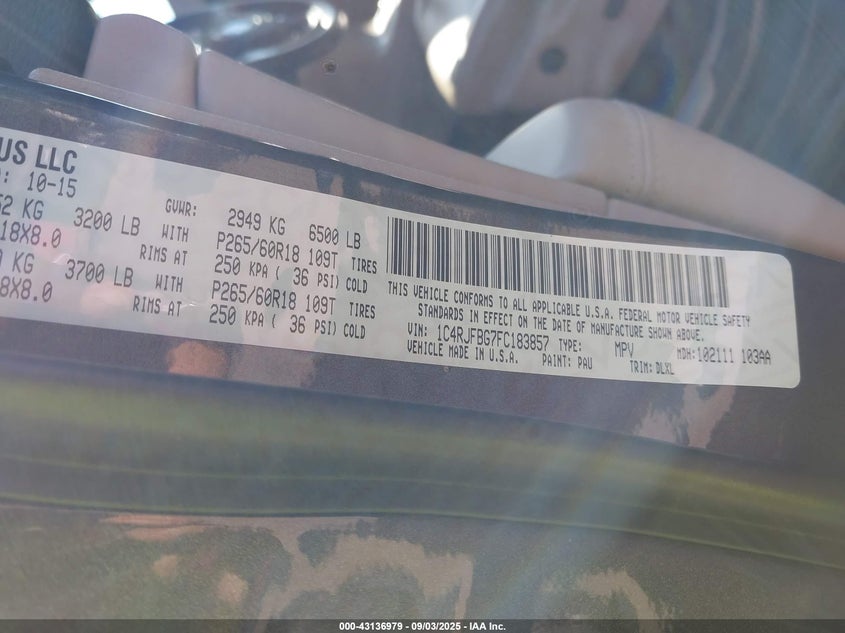 US LLC
: 10-15
GVWR:
52 KG 3200 LB WITH 2949 KG 6500 LB
18X8.0 RIMS AT P265/60R18 109T TIRES
250 KPA ( 36 PSI) COLD
KG 3700 LB WITH P265/60R18 109T TIRES
8X8.0 RIMS AT 250 KPA ( 36 PSI) COLD
THIS VEHICLE CONFORMS TO ALL APPLICABLE U.S.A. FEDERAL MOTOR VEHICLE SAFETY
STANDARDS IN EFFECT ON THE DATE OF MANUFACTURE SHOWN ABOVE.
VIN: 1C4RJFBG7FC183857 TYPE: MPV MDH:102111 103AA
VEHICLE MADE IN U.S.A. PAINT: PAU TRIM: DLXL
000-43136979 - 09/03/2025 - IAA Inc.